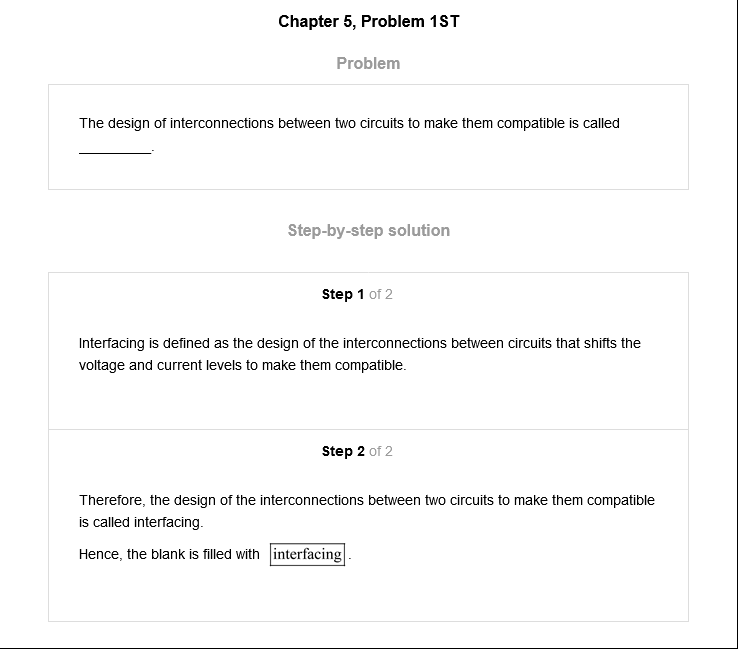 Chapter 5, Problem 1ST
Problem
The design of interconnections between two circuits to make them compatible is called
__________.
Step-by-step solution
Step 1 of 2
Interfacing is defined as the design of the interconnections between circuits that shifts the
voltage and current levels to make them compatible.
Step 2 of 2
Therefore, the design of the interconnections between two circuits to make them compatible
is called interfacing.
Hence, the blank is filled with interfacing.